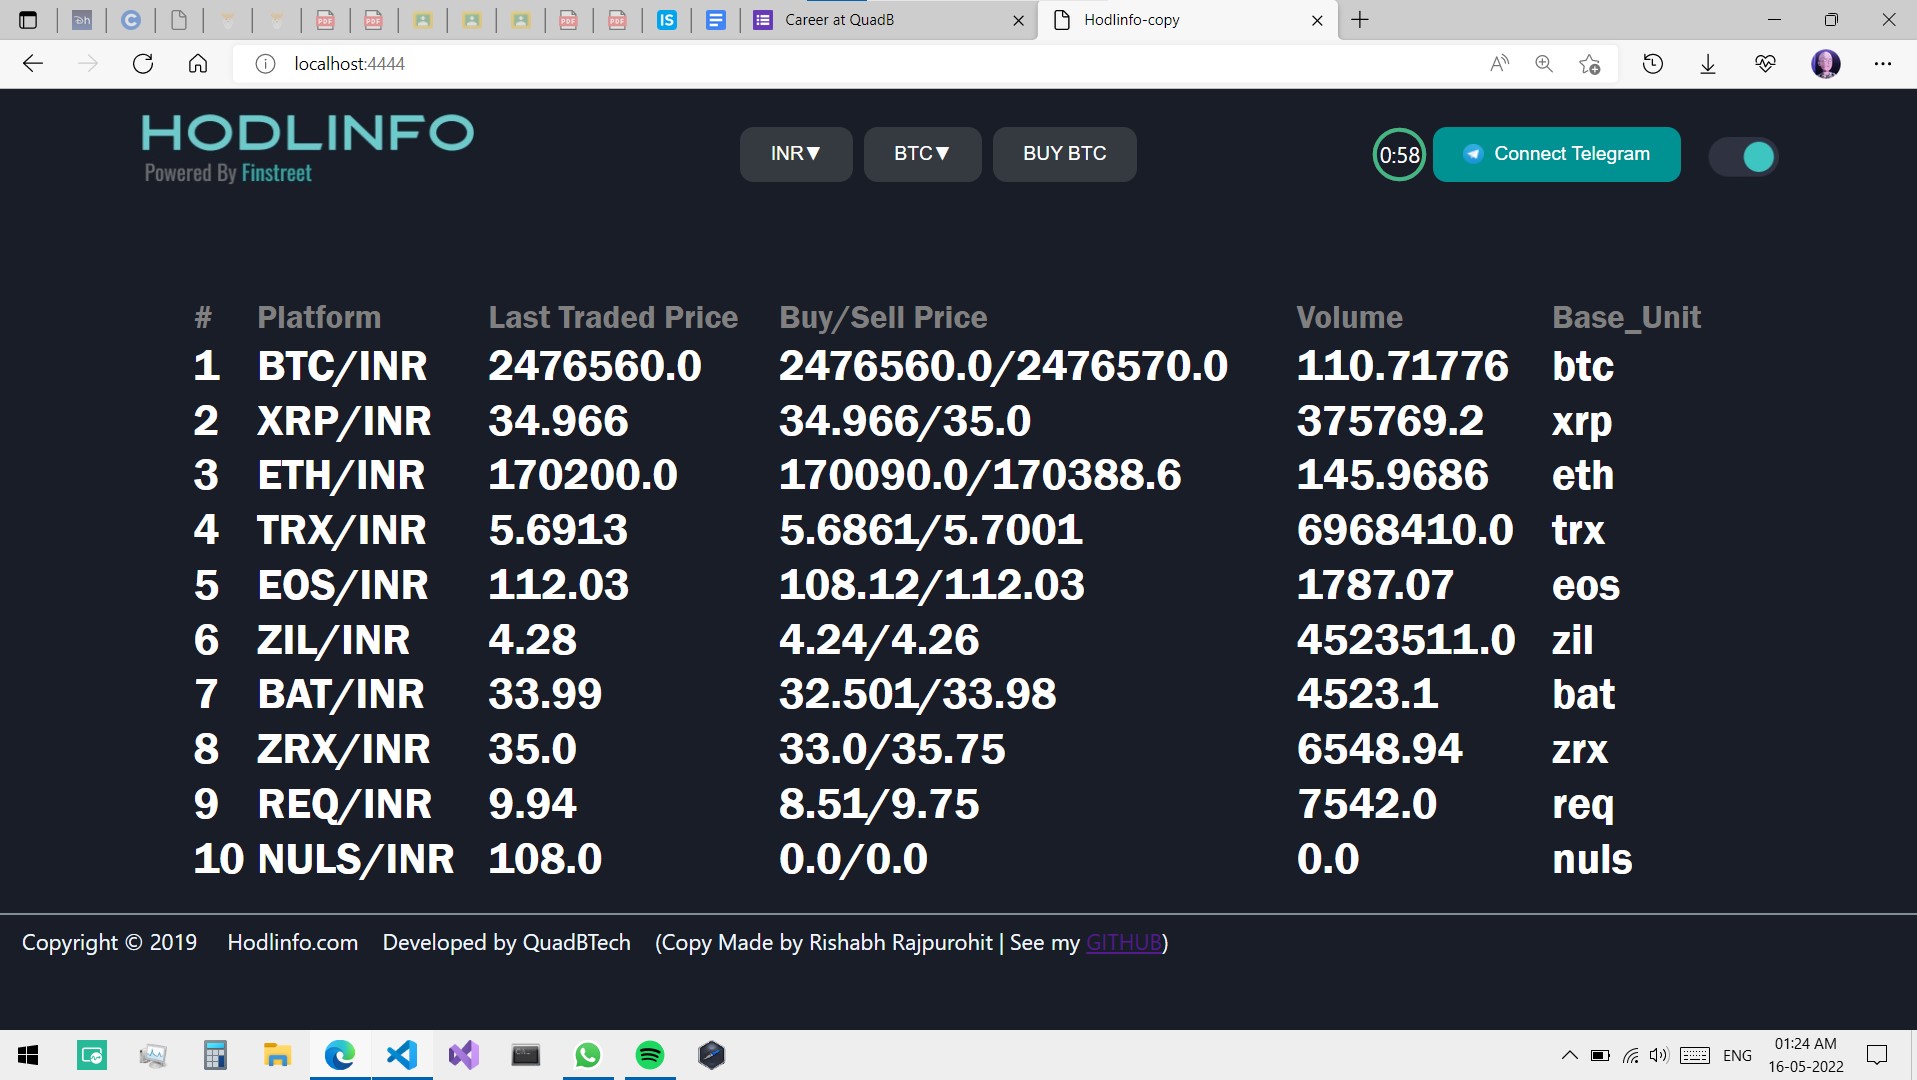 Career at QuadB
Hodlinfo-copy
localhost:4444
HODLINFO
Powered By Finstreet
INR▼
BTC▼
BUY BTC
0:58
Connect Telegram
# Platform Last Traded Price Buy/Sell Price Volume Base_Unit
1 BTC/INR 2476560.0 2476560.0/2476570.0 110.71776 btc
2 XRP/INR 34.966 34.966/35.0 375769.2 xrp
3 ETH/INR 170200.0 170090.0/170388.6 145.9686 eth
4 TRX/INR 5.6913 5.6861/5.7001 6968410.0 trx
5 EOS/INR 112.03 108.12/112.03 1787.07 eos
6 ZIL/INR 4.28 4.24/4.26 4523511.0 zil
7 BAT/INR 33.99 32.501/33.98 4523.1 bat
8 ZRX/INR 35.0 33.0/35.75 6548.94 zrx
9 REQ/INR 9.94 8.51/9.75 7542.0 req
10 NULS/INR 108.0 0.0/0.0 0.0 nuls
Copyright © 2019 Hodlinfo.com Developed by QuadBTech (Copy Made by Rishabh Rajpurohit | See my GITHUB)
ENG
01:24 AM
16-05-2022